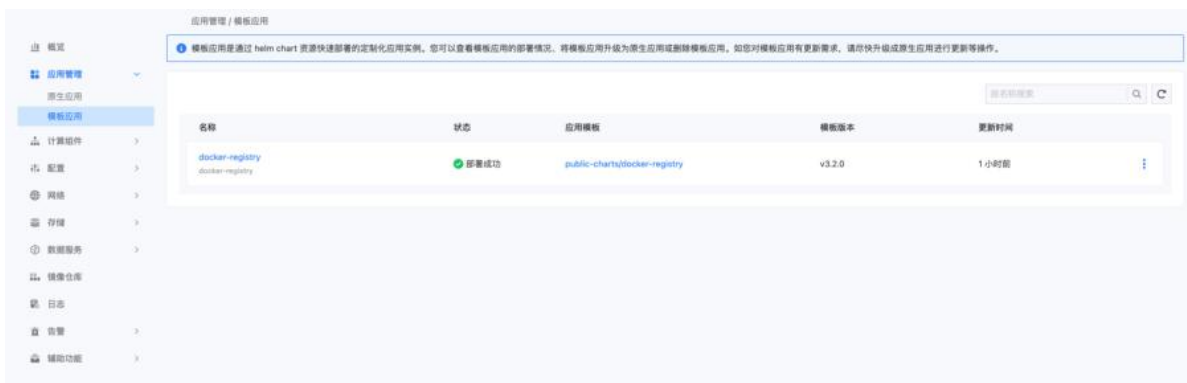 应用管理 / 模板应用
概览
模板应用是通过 helm chart 资源快速部署的定制化应用实例。您可以查看模板应用的部署情况、将模板应用升级为原生应用或删除模板应用。如您对模板应用有更新需求，请尽快升级成原生应用进行更新等操作。
应用管理
原生应用
按名称搜索
模板应用
名称 状态 应用模板 模板版本 更新时间
计算组件
docker-registry 部署成功 public-charts/docker-registry v3.2.0 1 小时前
docker-registry
配置
网络
存储
数据服务
镜像仓库
日志
告警
辅助功能